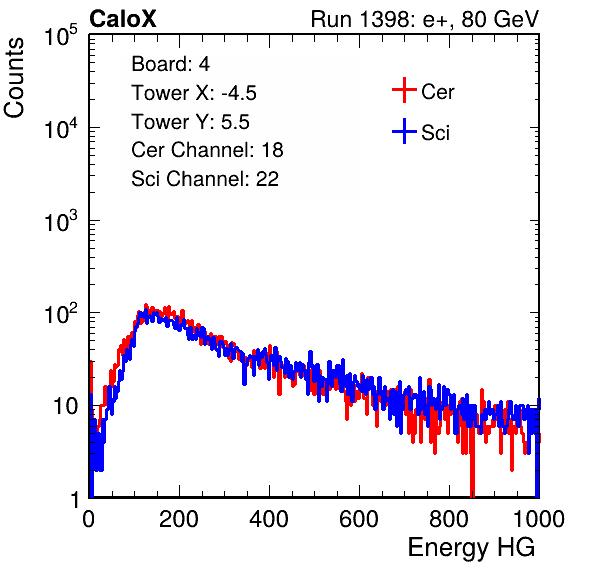 CaloX Run 1398: e+, 80 GeV
Counts
Board: 4
Tower X: -4.5
Tower Y: 5.5
Cer Channel: 18
Sci Channel: 22
Cer
Sci
10^5
10^4
10^3
10^2
10
1
0 200 400 600 800 1000
Energy HG